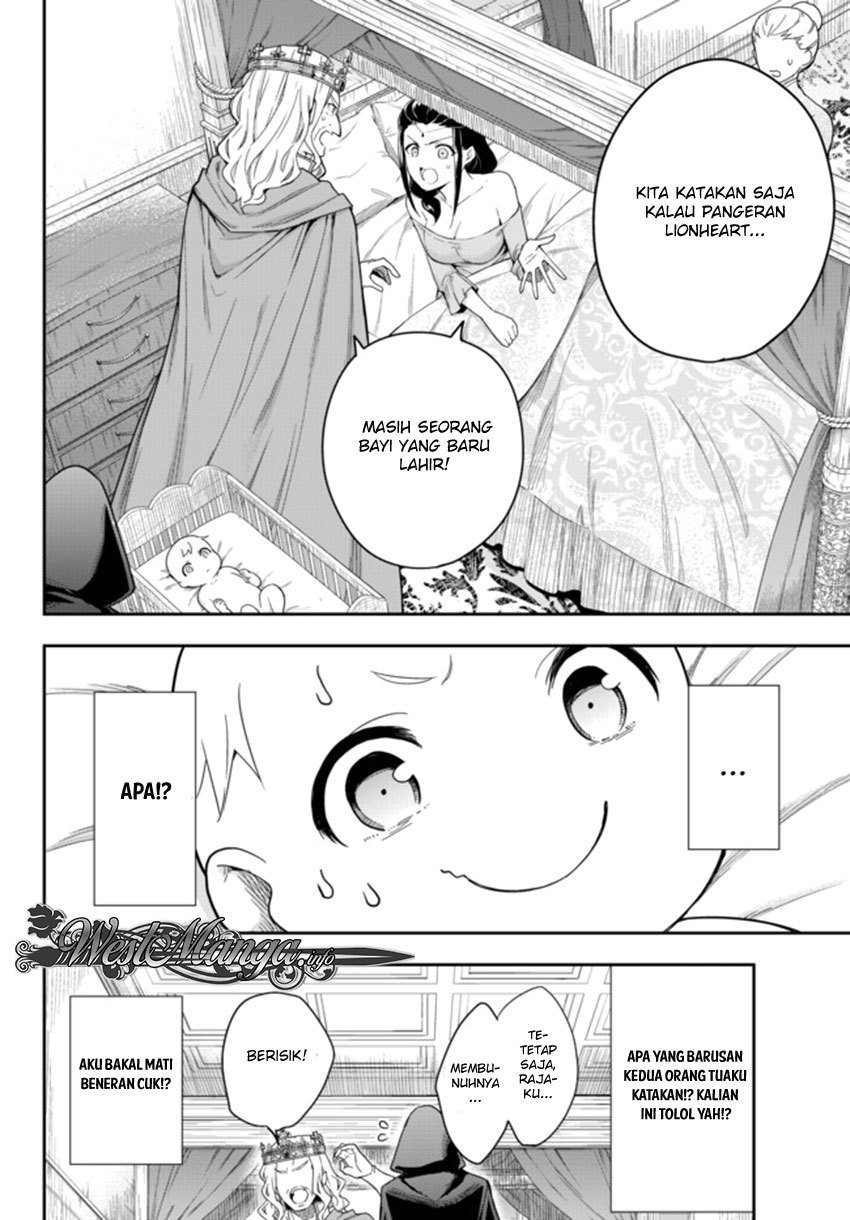 KITA KATAKAN SAJA
KALAU PANGERAN
LIONHEART...
MASIH SEORANG
BAYI YANG BARU
LAHIR!
...
APA!?
WestManga.info
APA YANG BARUSAN
KEDUA ORANG TUAKU
KATAKAN!? KALIAN
INI TOLOL YAH!?
TE-
TETAP
SAJA,
RAJA-
KU...
MEMBU-
NUHNYA
...
BERISIK!
AKU BAKAL MATI
BENERAN CUK!?